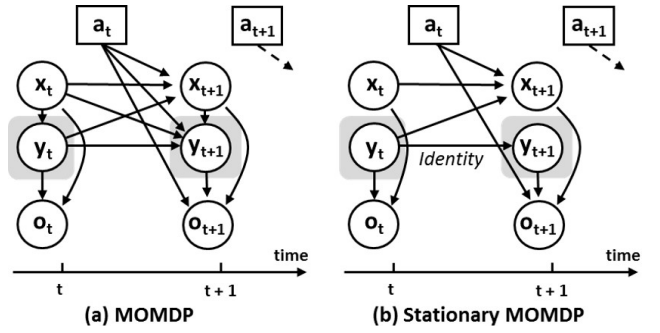 a_t a_{t+1} a_t a_{t+1}
x_t x_{t+1} x_t x_{t+1}
y_t y_{t+1} y_t Identity y_{t+1}
o_t o_{t+1} o_t o_{t+1}
time time
t t + 1 t t + 1
(a) MOMDP (b) Stationary MOMDP